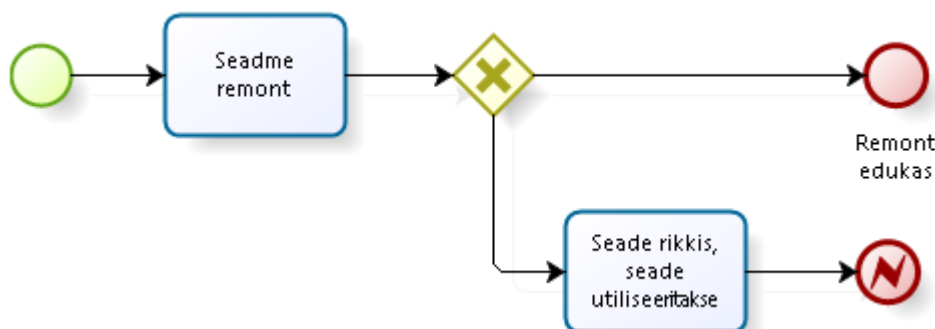 Seadme
remont
Remont
edukas
Seade rikkis,
seade
utiliseeritakse